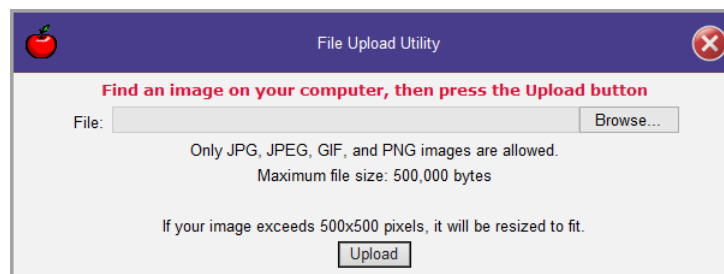 File Upload Utility
Find an image on your computer, then press the Upload button
File: Browse...
Only JPG, JPEG, GIF, and PNG images are allowed.
Maximum file size: 500,000 bytes
If your image exceeds 500x500 pixels, it will be resized to fit.
Upload